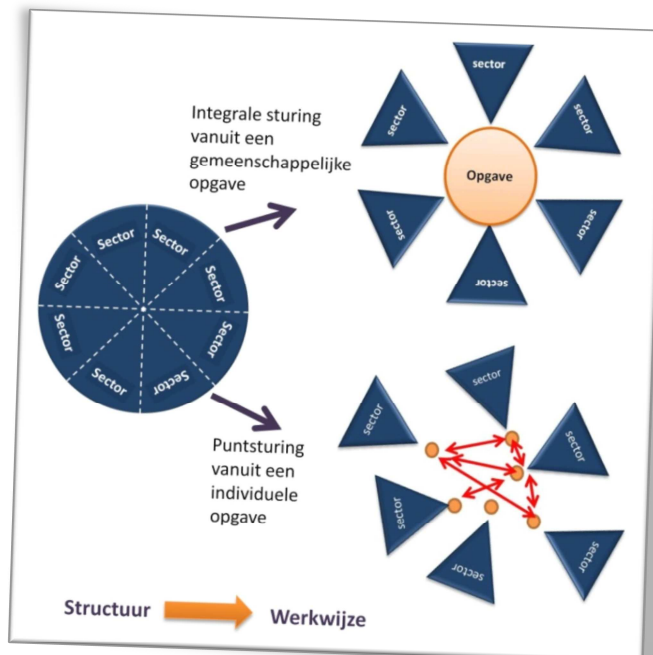 Integrale sturing
vanuit een
gemeenschappelijke
opgave
sector
sector
sector
Opgave
sector
sector
sector
Sector
Sector
Sector
Sector
Sector
Sector
Sector
Sector
Puntsturing
vanuit een
individuele
opgave
sector
sector
sector
sector
sector
sector
Structuur
Werkwijze